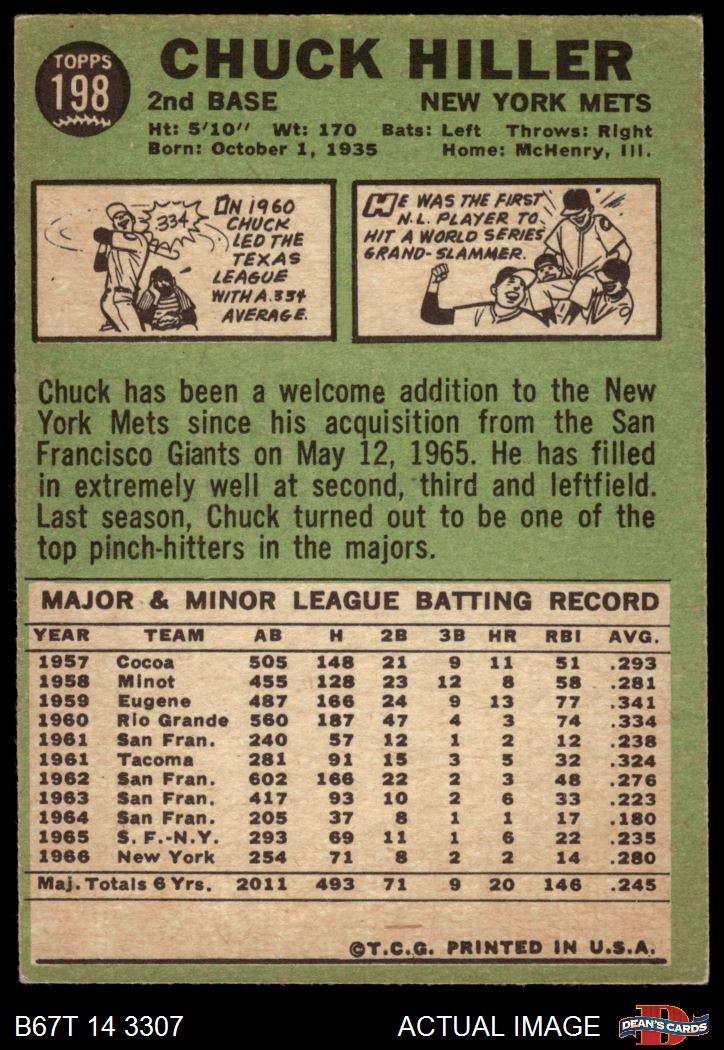 TOPPS
198
CHUCK HILLER
2nd BASE NEW YORK METS
Ht: 5'10" Wt: 170 Bats: Left Throws: Right
Born: October 1, 1935 Home: McHenry, Ill.
.334
IN 1960
CHUCK
LED THE
TEXAS
LEAGUE
WITH A .334
AVERAGE.
HE WAS THE FIRST
N.L. PLAYER TO
HIT A WORLD SERIES
GRAND-SLAMMER.
Chuck has been a welcome addition to the New
York Mets since his acquisition from the San
Francisco Giants on May 12, 1965. He has filled
in extremely well at second, third and leftfield.
Last season, Chuck turned out to be one of the
top pinch-hitters in the majors.
MAJOR & MINOR LEAGUE BATTING RECORD
YEAR TEAM AB H 2B 3B HR RBI AVG.
1957 Cocoa 505 148 21 9 11 51 .293
1958 Minot 455 128 23 12 8 58 .281
1959 Eugene 487 166 24 9 13 77 .341
1960 Rio Grande 560 187 47 4 3 74 .334
1961 San Fran. 240 57 12 1 2 12 .238
1961 Tacoma 281 91 15 3 5 32 .324
1962 San Fran. 602 166 22 2 3 48 .276
1963 San Fran. 417 93 10 2 6 33 .223
1964 San Fran. 205 37 8 1 1 17 .180
1965 S. F.-N.Y. 293 69 11 1 6 22 .235
1966 New York 254 71 8 2 2 14 .280
Maj. Totals 6 Yrs. 2011 493 71 9 20 146 .245
©T.C.G. PRINTED IN U.S.A.
B67T 14 3307 ACTUAL IMAGE
D
DEAN'S CARDS